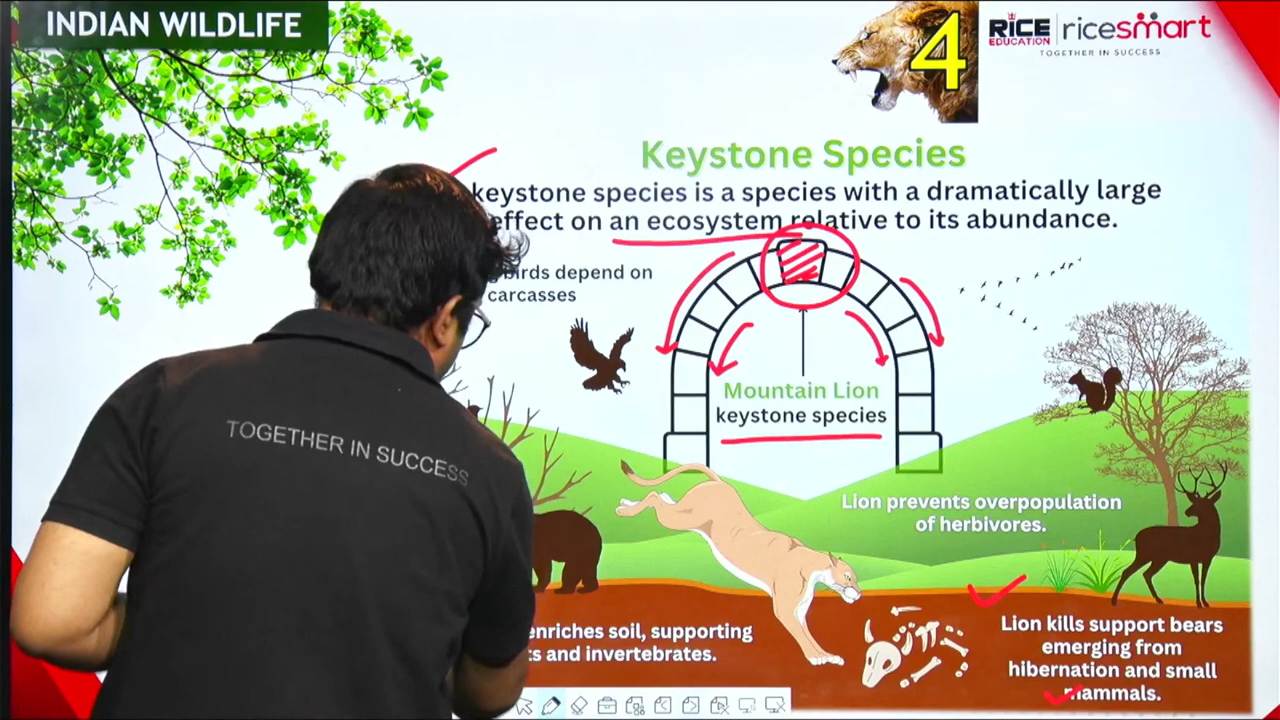 INDIAN WILDLIFE
4
RICE
EDUCATION
ricesmart
TOGETHER IN SUCCESS
Keystone Species
keystone species is a species with a dramatically large
effect on an ecosystem relative to its abundance.
birds depend on
carcasses
Mountain Lion
keystone species
TOGETHER IN SUCCESS
Lion prevents overpopulation
of herbivores.
enriches soil, supporting
and invertebrates.
Lion kills support bears
emerging from
hibernation and small
mammals.